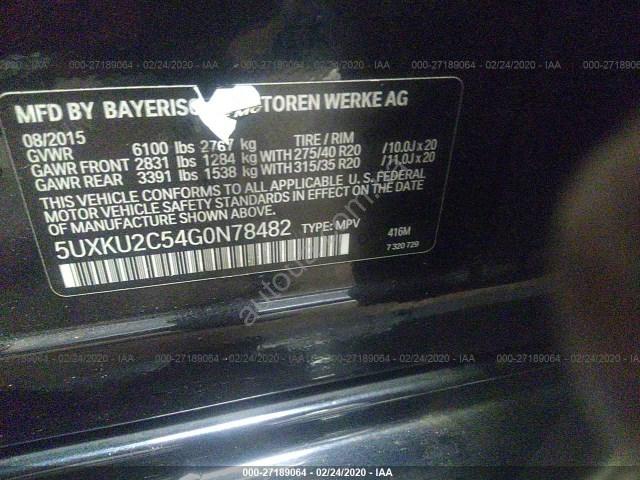 000-27189064 - 02/24/2020 - IAA
MFD BY BAYERIS OTOREN WERKE AG
08/2015
GVWR 6100 lbs 2767 kg TIRE / RIM
GAWR FRONT 2831 lbs 1284 kg WITH 275/40 R20 /10.0J x 20
GAWR REAR 3391 lbs 1538 kg WITH 315/35 R20 /11.0J x 20
THIS VEHICLE CONFORMS TO ALL APPLICABLE U. S. FEDERAL
MOTOR VEHICLE SAFETY STANDARDS IN EFFECT ON THE DATE
OF MANUFACTURE SHOWN ABOVE.
5UXKU2C54G0N78482 TYPE: MPV 416M
7 320 729
000-27189064 - 02/24/2020 - IAA
000-27189064 - 02/24/2020 - IAA